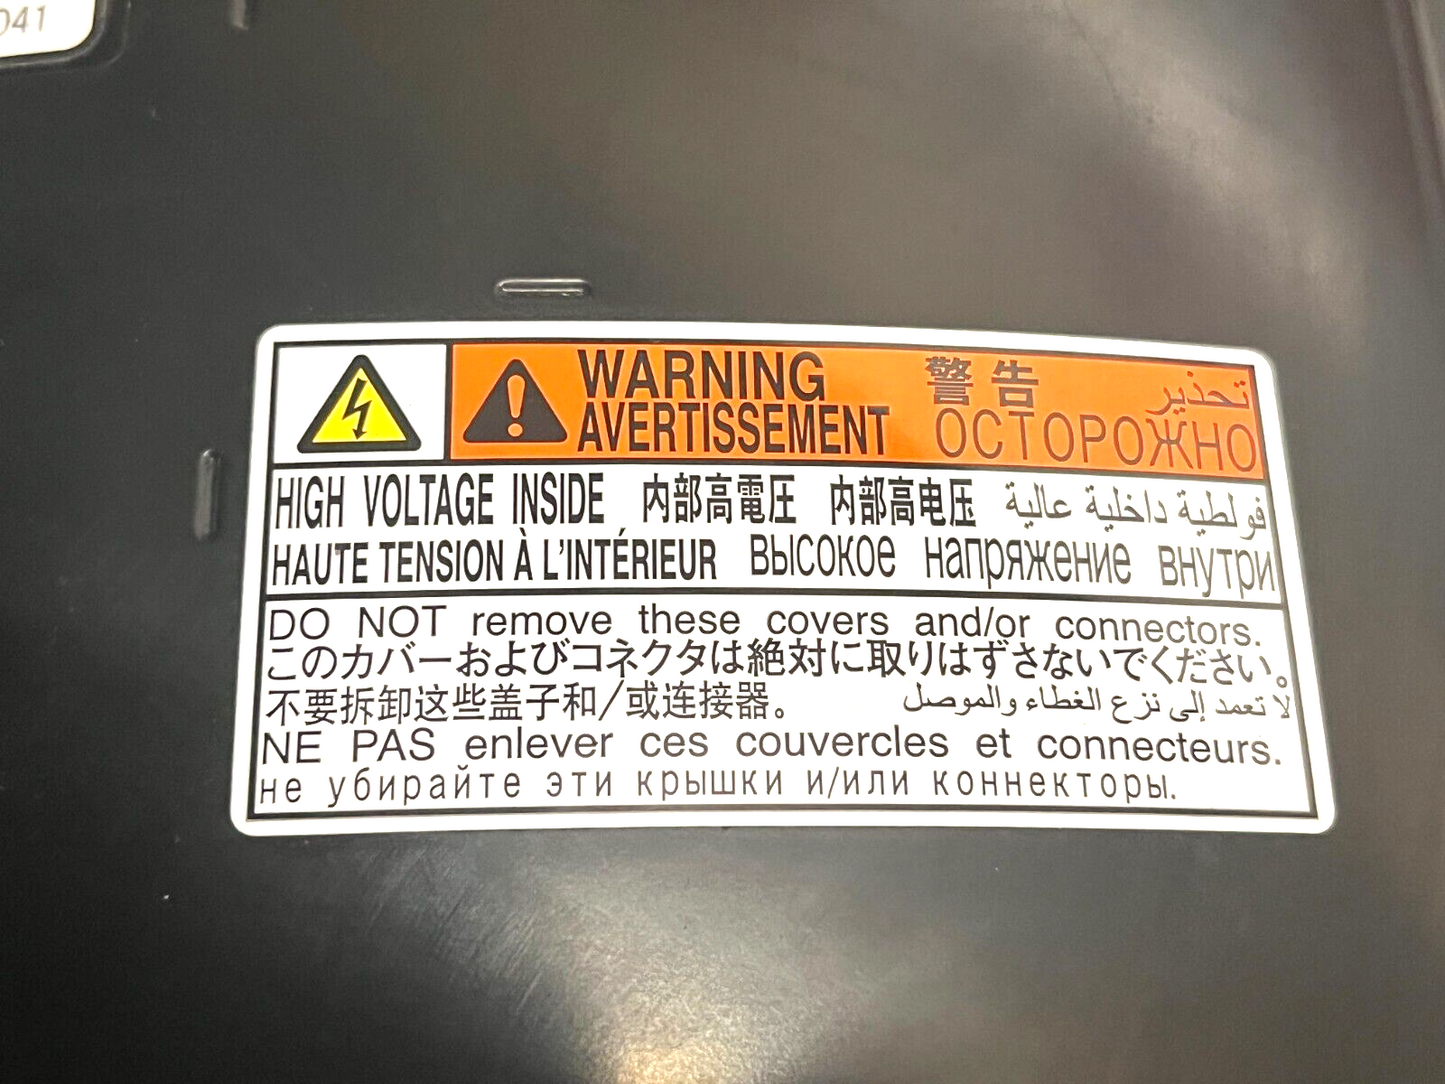 041
WARNING 警告 تحذير
AVERTISSEMENT ОСТОРОЖНО
HIGH VOLTAGE INSIDE 内部高電圧 内部高电压 فولطية داخلية عالية
HAUTE TENSION À L'INTÉRIEUR высокое напряжение внутри
DO NOT remove these covers and/or connectors.
このカバーおよびコネクタは絶対に取りはずさないでください。
不要拆卸这些盖子和/或连接器。 لا تعمد إلى نزع الغطاء والموصل
NE PAS enlever ces couvercles et connecteurs.
не убирайте эти крышки и/или коннекторы.